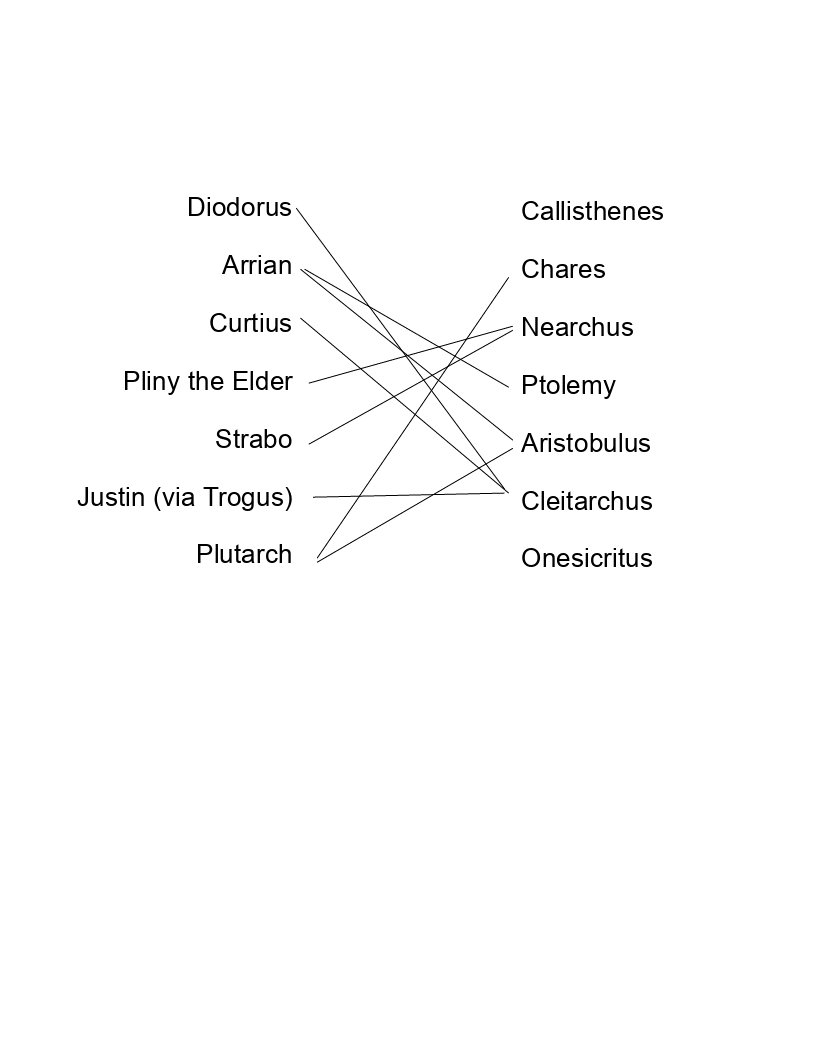 Diodorus
Callisthenes
Arrian
Chares
Curtius
Nearchus
Pliny the Elder
Ptolemy
Strabo
Aristobulus
Justin (via Trogus)
Cleitarchus
Plutarch
Onesicritus